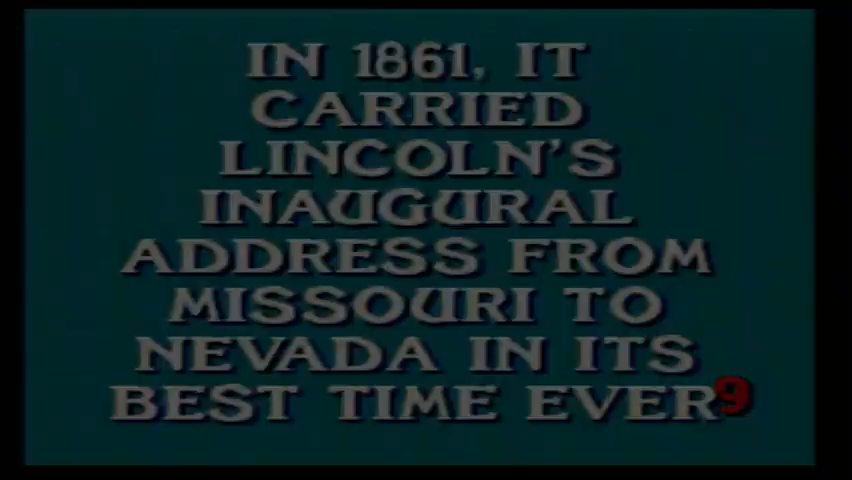 IN 1861, IT
CARRIED
LINCOLN'S
INAUGURAL
ADDRESS FROM
MISSOURI TO
NEVADA IN ITS
BEST TIME EVER
9